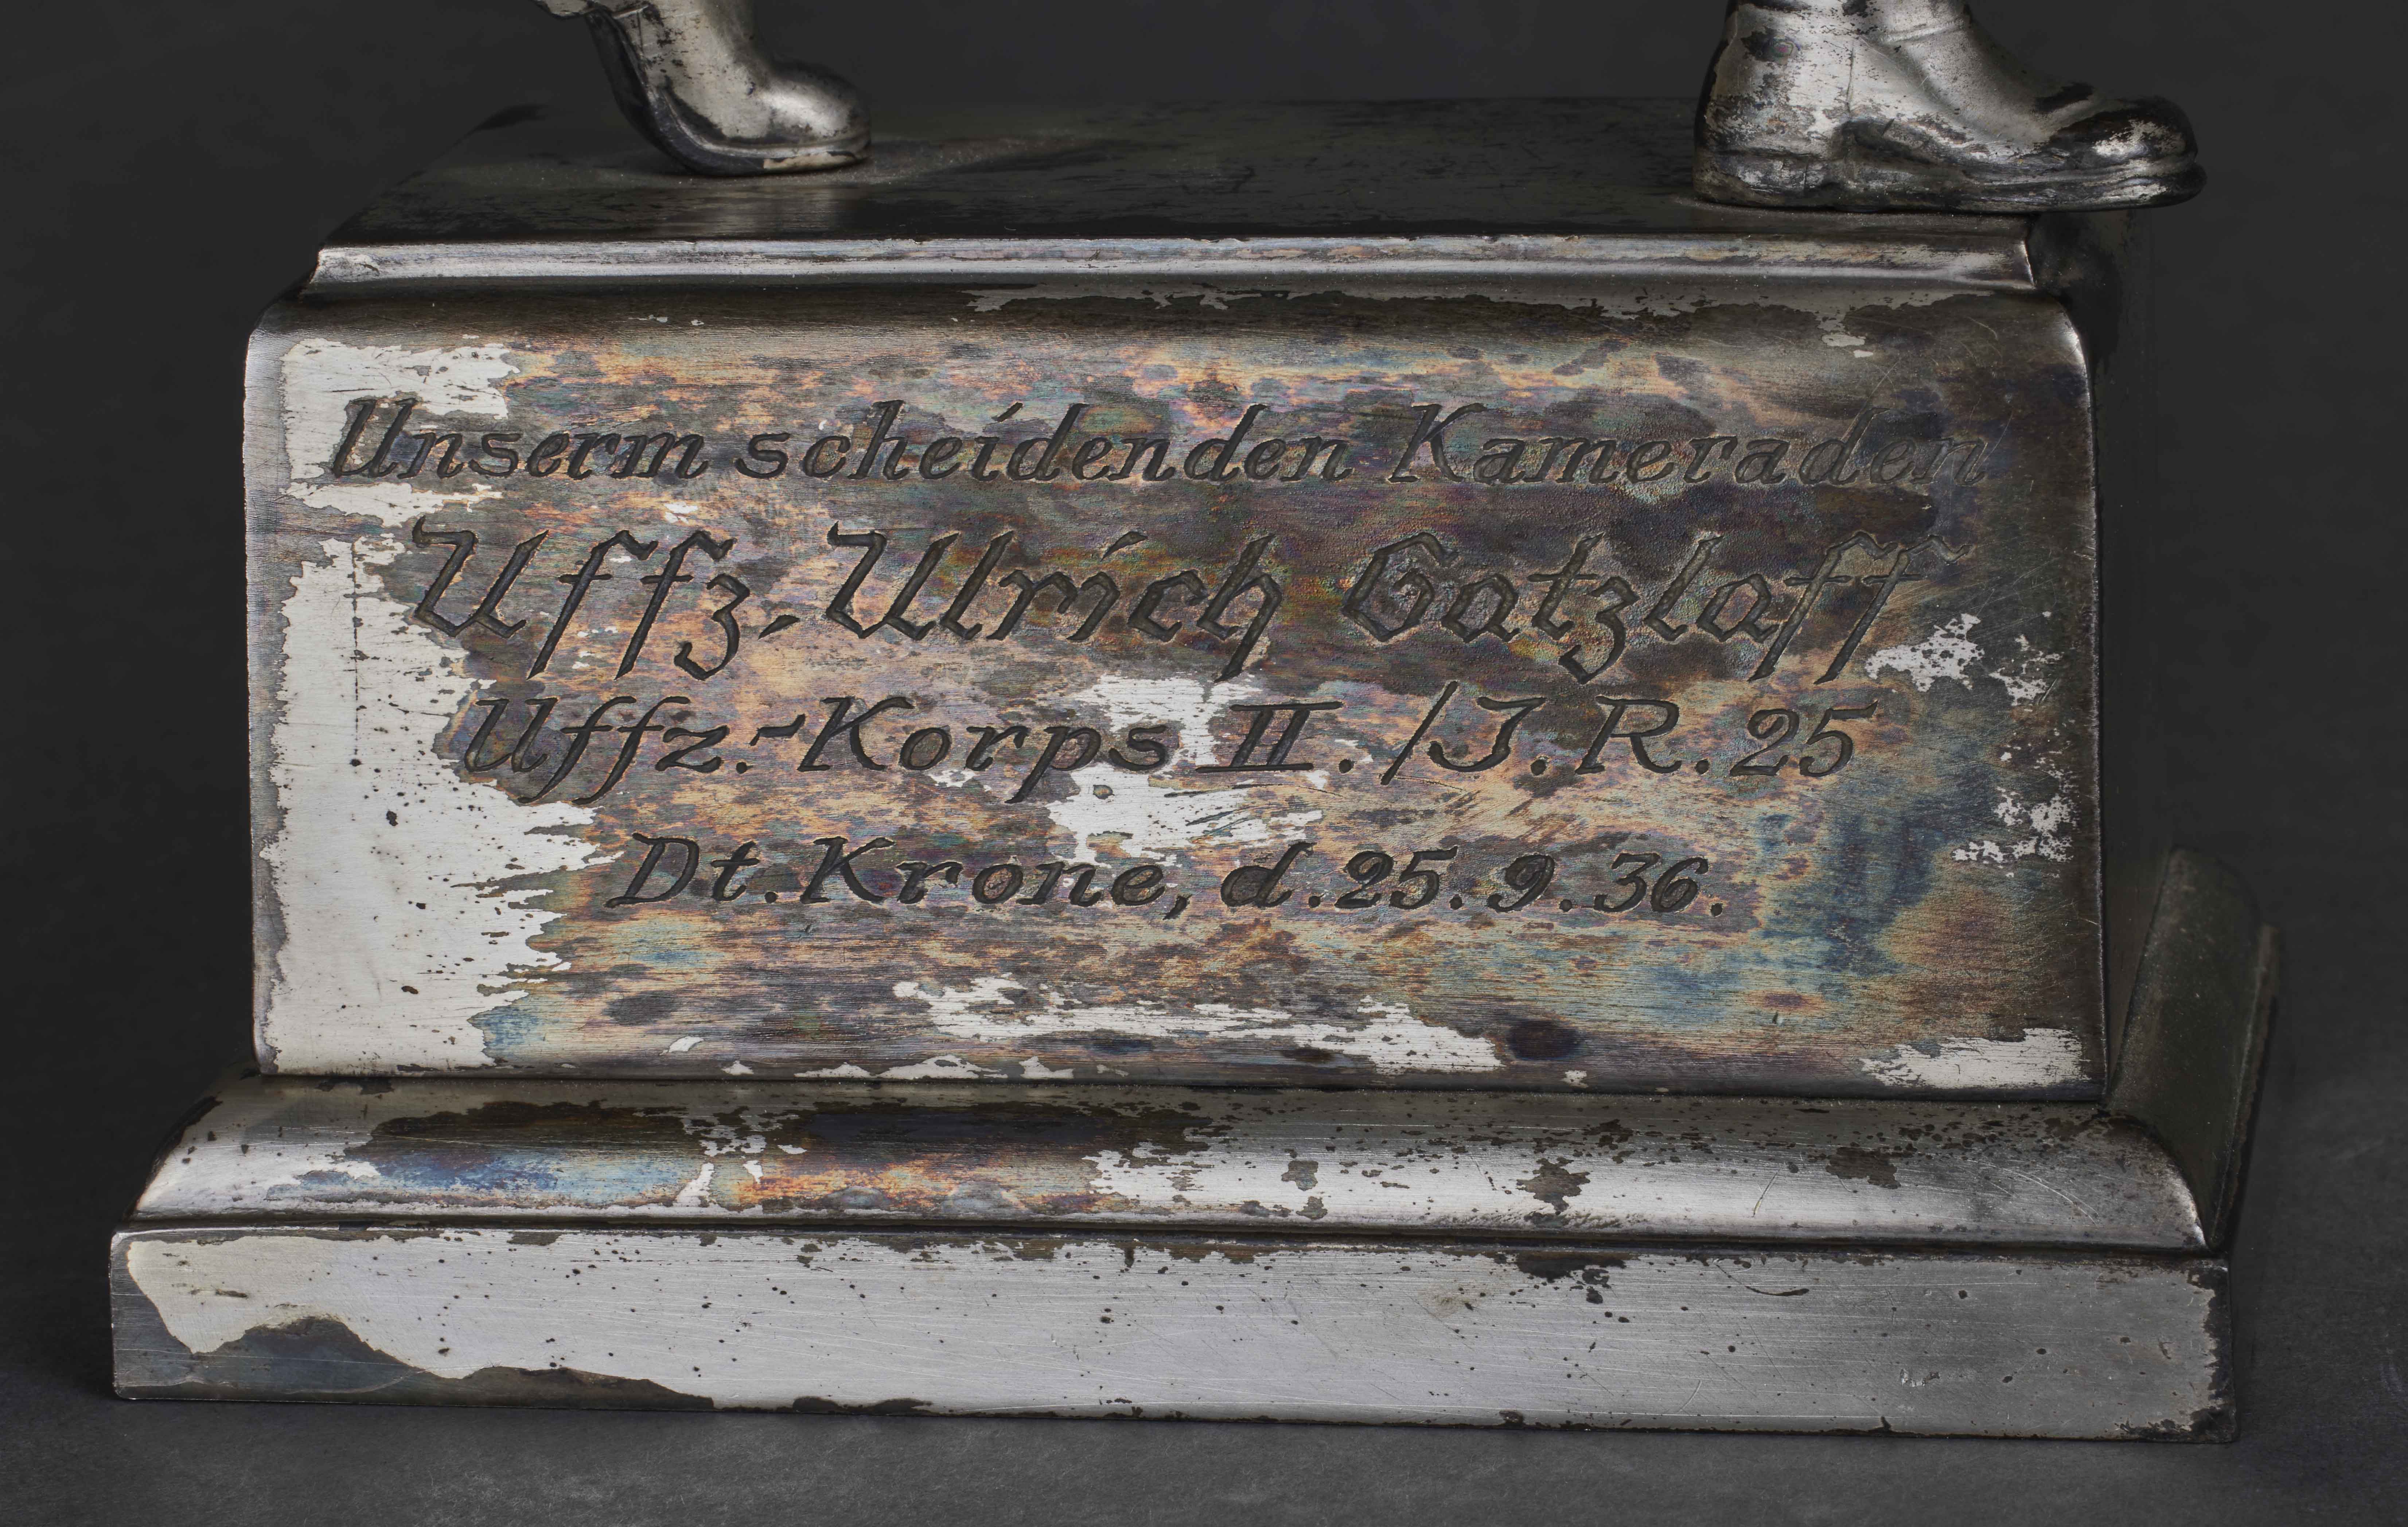 Unserm scheidenden Kameraden
Uffz. Ulrich Gatzlaff
Uffz.-Korps II./J.R.25
Dt. Krone, d.25.9.36.